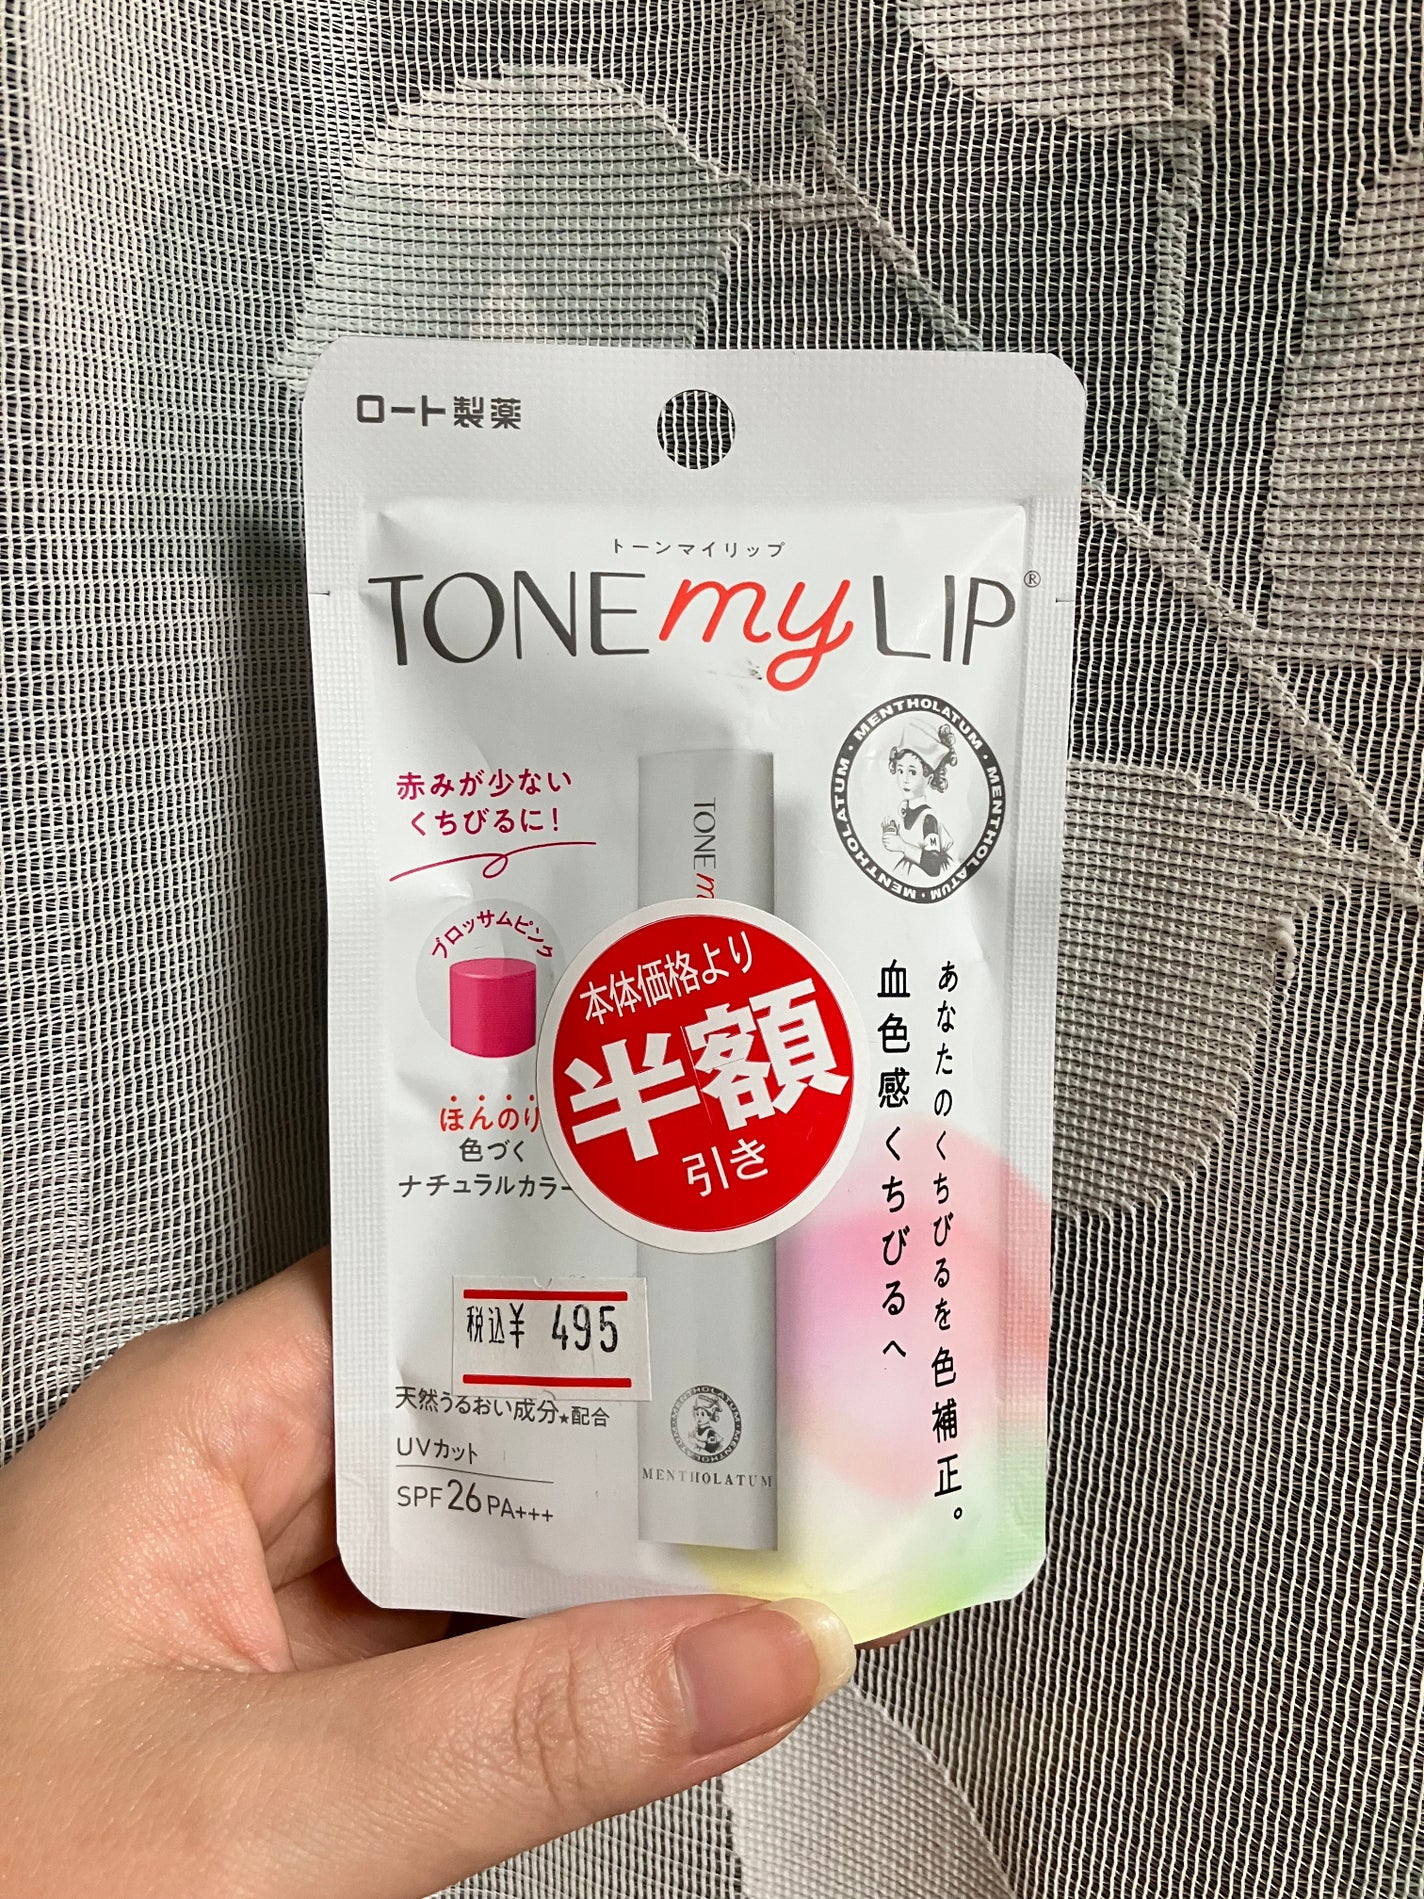 ロート製薬
トーンマイリップ
TONE my LIP®
MENTHOLATUM · MENTHOLATUM · MENTHOLATUM ·
赤みが少ない
くちびるに!
ブロッサムピンク
ほんのり
色づく
ナチュラルカラー
TONE m
本体価格より
半額
引き
あなたのくちびるを色補正。
血色感くちびるへ
税込¥ 495
天然うるおい成分★配合
UVカット
SPF26 PA+++
MENTHOLATUM